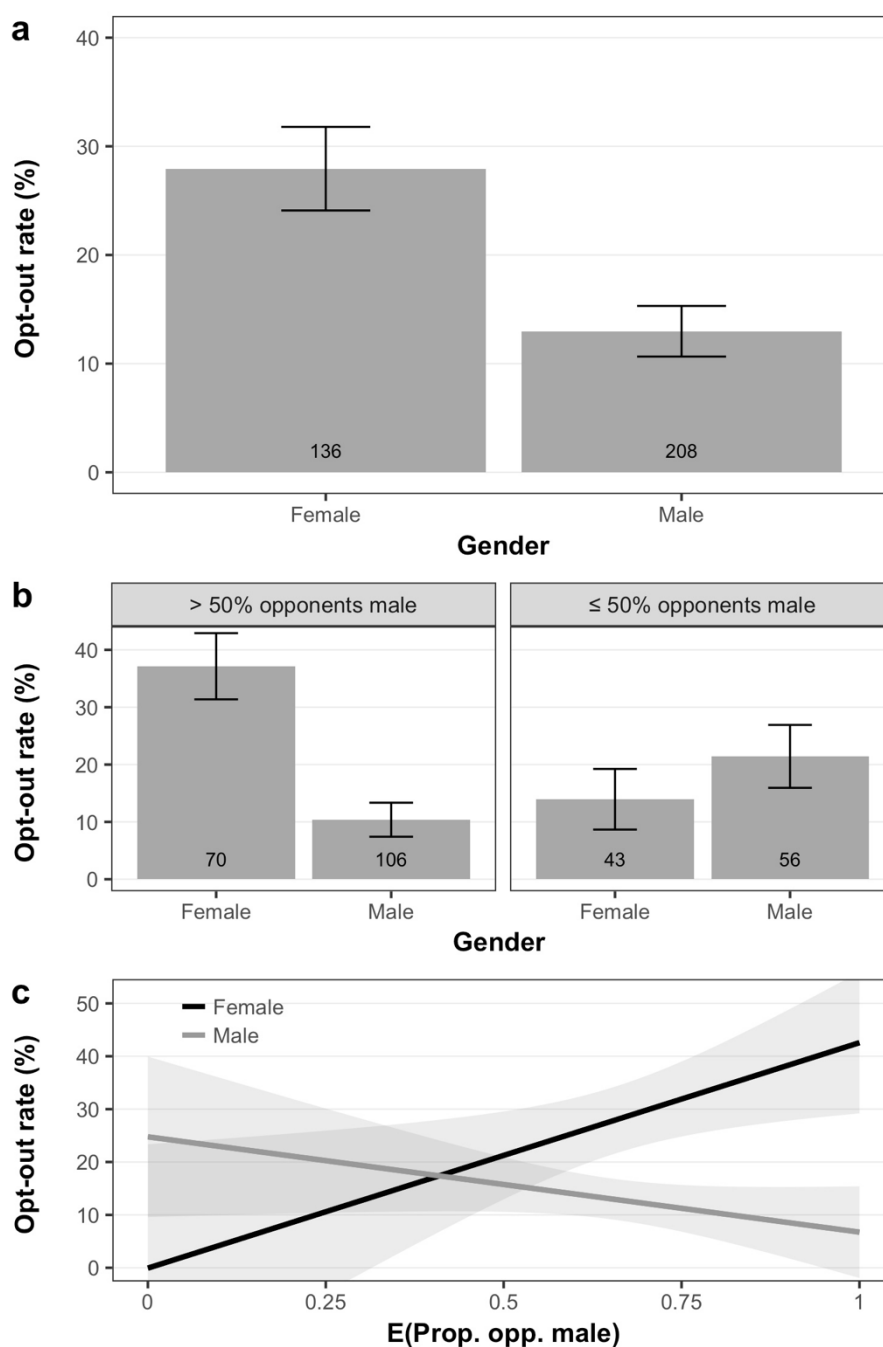 a
40
30
20
10
0
Opt-out rate (%)
136
208
Female
Male
Gender
b
> 50% opponents male
≤ 50% opponents male
40
30
20
10
0
Opt-out rate (%)
70
106
43
56
Female
Male
Female
Male
Gender
c
Female
Male
50
40
30
20
10
0
Opt-out rate (%)
0
0.25
0.5
0.75
1
E(Prop. opp. male)